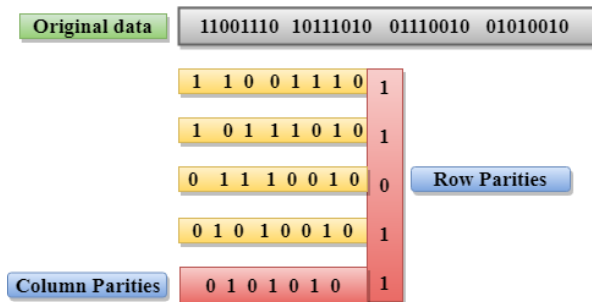 Original data 11001110 10111010 01110010 01010010
1 1 0 0 1 1 1 0 1
1 0 1 1 1 0 1 0 1
0 1 1 1 0 0 1 0 0 Row Parities
0 1 0 1 0 0 1 0 1
Column Parities 0 1 0 1 0 1 0 1